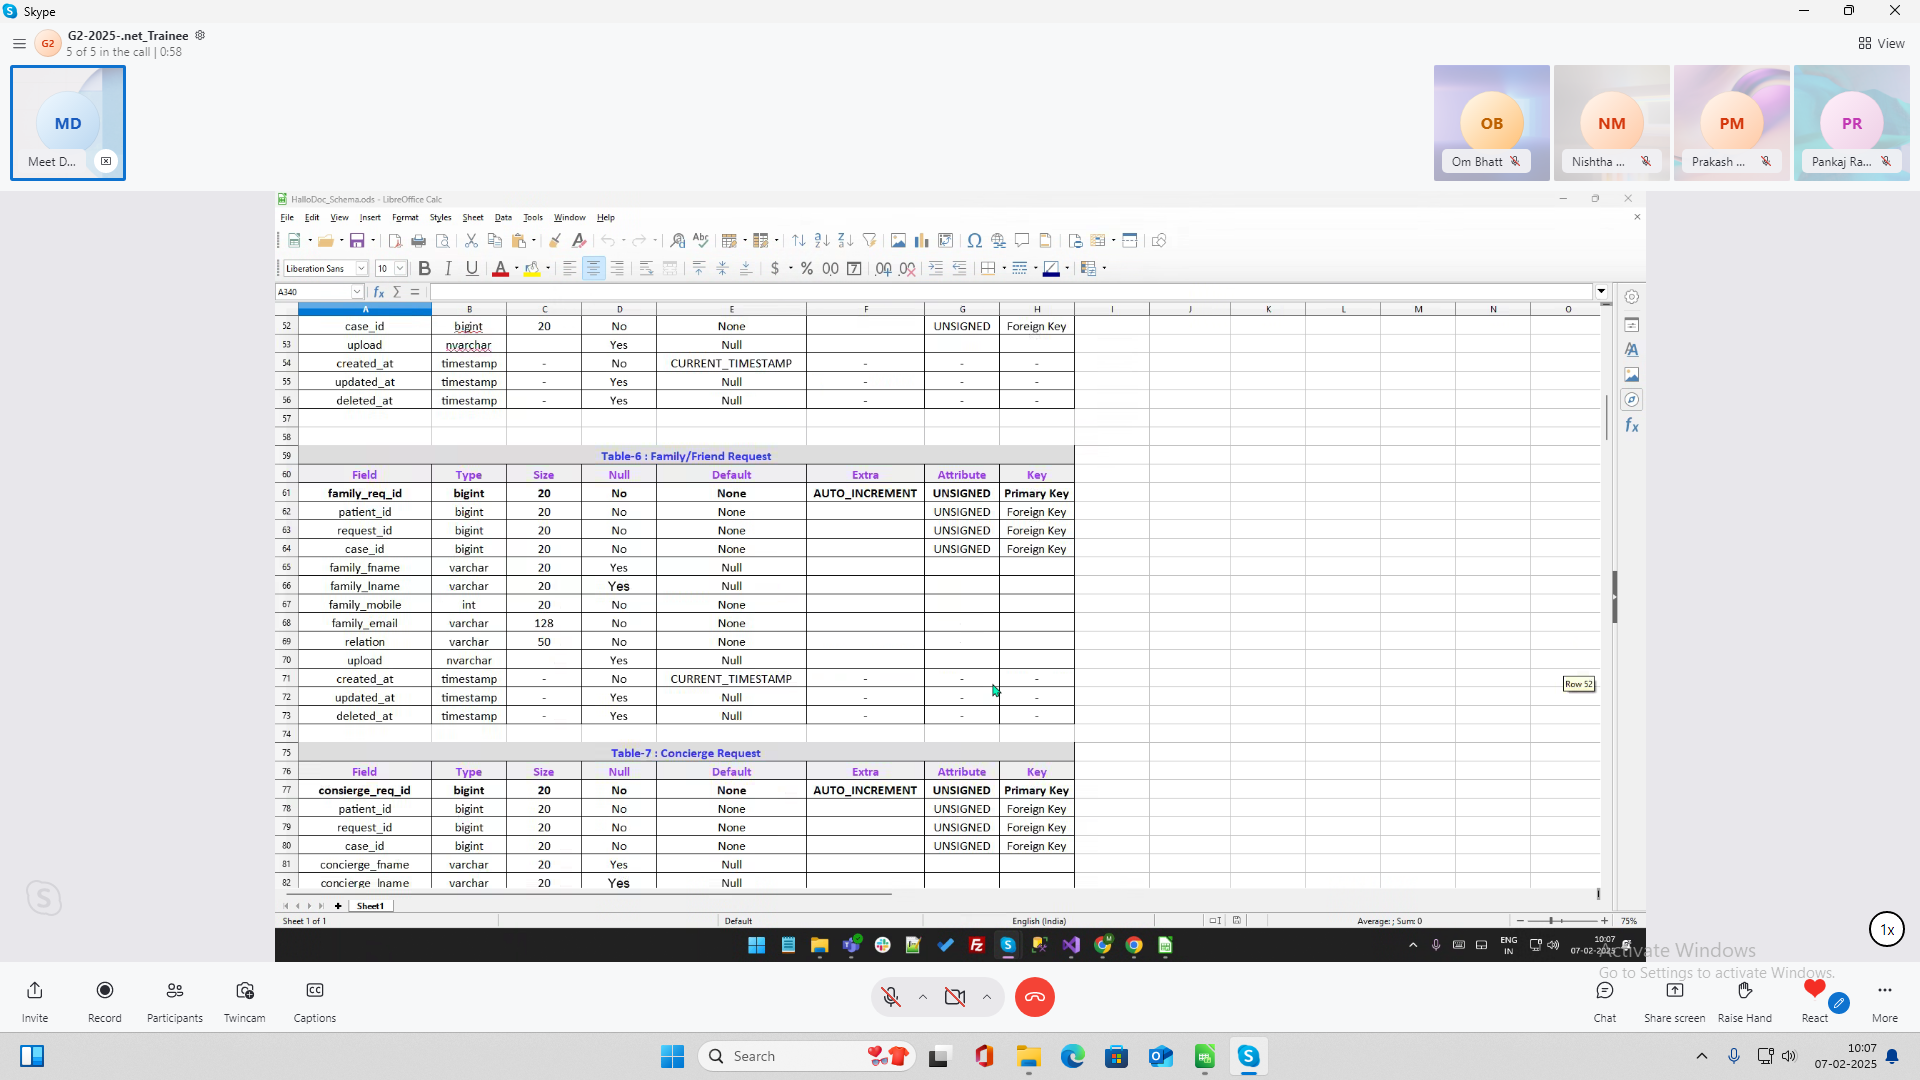 Skype
G2 G2-2025-.net_Trainee
5 of 5 in the call | 0:58
View
MD
Meet D...
OB
Om Bhatt
NM
Nishtha ...
PM
Prakash ...
PR
Pankaj Ra...
HalloDoc_Schema.ods - LibreOffice Calc
File Edit View Insert Format Styles Sheet Data Tools Window Help
Liberation Sans 10
A340
A B C D E F G H I J K L M N O
52 case_id bigint 20 No None UNSIGNED Foreign Key
53 upload nvarchar Yes Null
54 created_at timestamp - No CURRENT_TIMESTAMP - - -
55 updated_at timestamp - Yes Null - - -
56 deleted_at timestamp - Yes Null - - -
57
58
59 Table-6 : Family/Friend Request
60 Field Type Size Null Default Extra Attribute Key
61 family_req_id bigint 20 No None AUTO_INCREMENT UNSIGNED Primary Key
62 patient_id bigint 20 No None UNSIGNED Foreign Key
63 request_id bigint 20 No None UNSIGNED Foreign Key
64 case_id bigint 20 No None UNSIGNED Foreign Key
65 family_fname varchar 20 Yes Null
66 family_lname varchar 20 Yes Null
67 family_mobile int 20 No None
68 family_email varchar 128 No None
69 relation varchar 50 No None
70 upload nvarchar Yes Null
71 created_at timestamp - No CURRENT_TIMESTAMP - - -
72 updated_at timestamp - Yes Null - - -
73 deleted_at timestamp - Yes Null - - -
74
75 Table-7 : Concierge Request
76 Field Type Size Null Default Extra Attribute Key
77 consierge_req_id bigint 20 No None AUTO_INCREMENT UNSIGNED Primary Key
78 patient_id bigint 20 No None UNSIGNED Foreign Key
79 request_id bigint 20 No None UNSIGNED Foreign Key
80 case_id bigint 20 No None UNSIGNED Foreign Key
81 concierge_fname varchar 20 Yes Null
82 concierge_lname varchar 20 Yes Null
Row 52
Sheet1
Sheet 1 of 1 Default English (India) Average: ; Sum: 0 75%
ENG
IN
10:07
07-02-2025
1x
Activate Windows
Go to Settings to activate Windows.
Invite Record Participants Twincam Captions
Chat Share screen Raise Hand React More
Search
10:07
07-02-2025